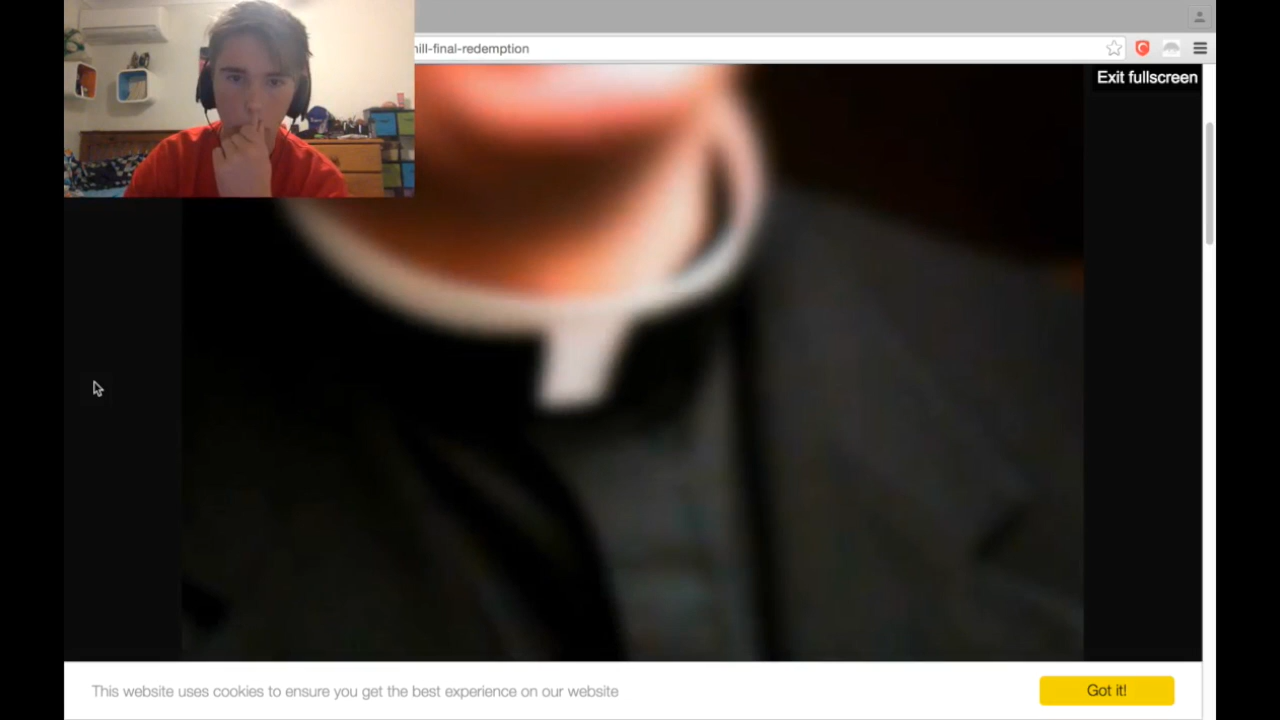 ill-final-redemption
Exit fullscreen
This website uses cookies to ensure you get the best experience on our website
Got it!